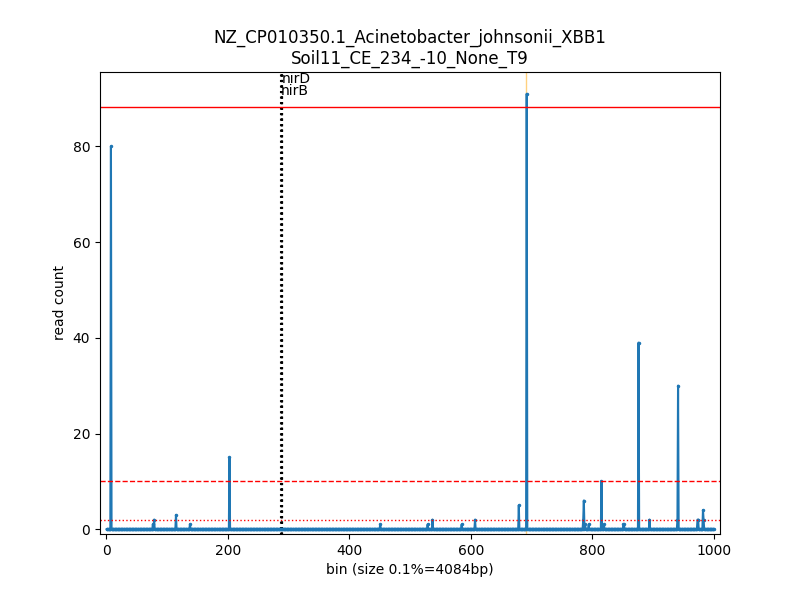 NZ_CP010350.1_Acinetobacter_johnsonii_XBB1
Soil11_CE_234_-10_None_T9
nirD
nirB
80
60
40
20
0
read count
0 200 400 600 800 1000
bin (size 0.1%=4084bp)